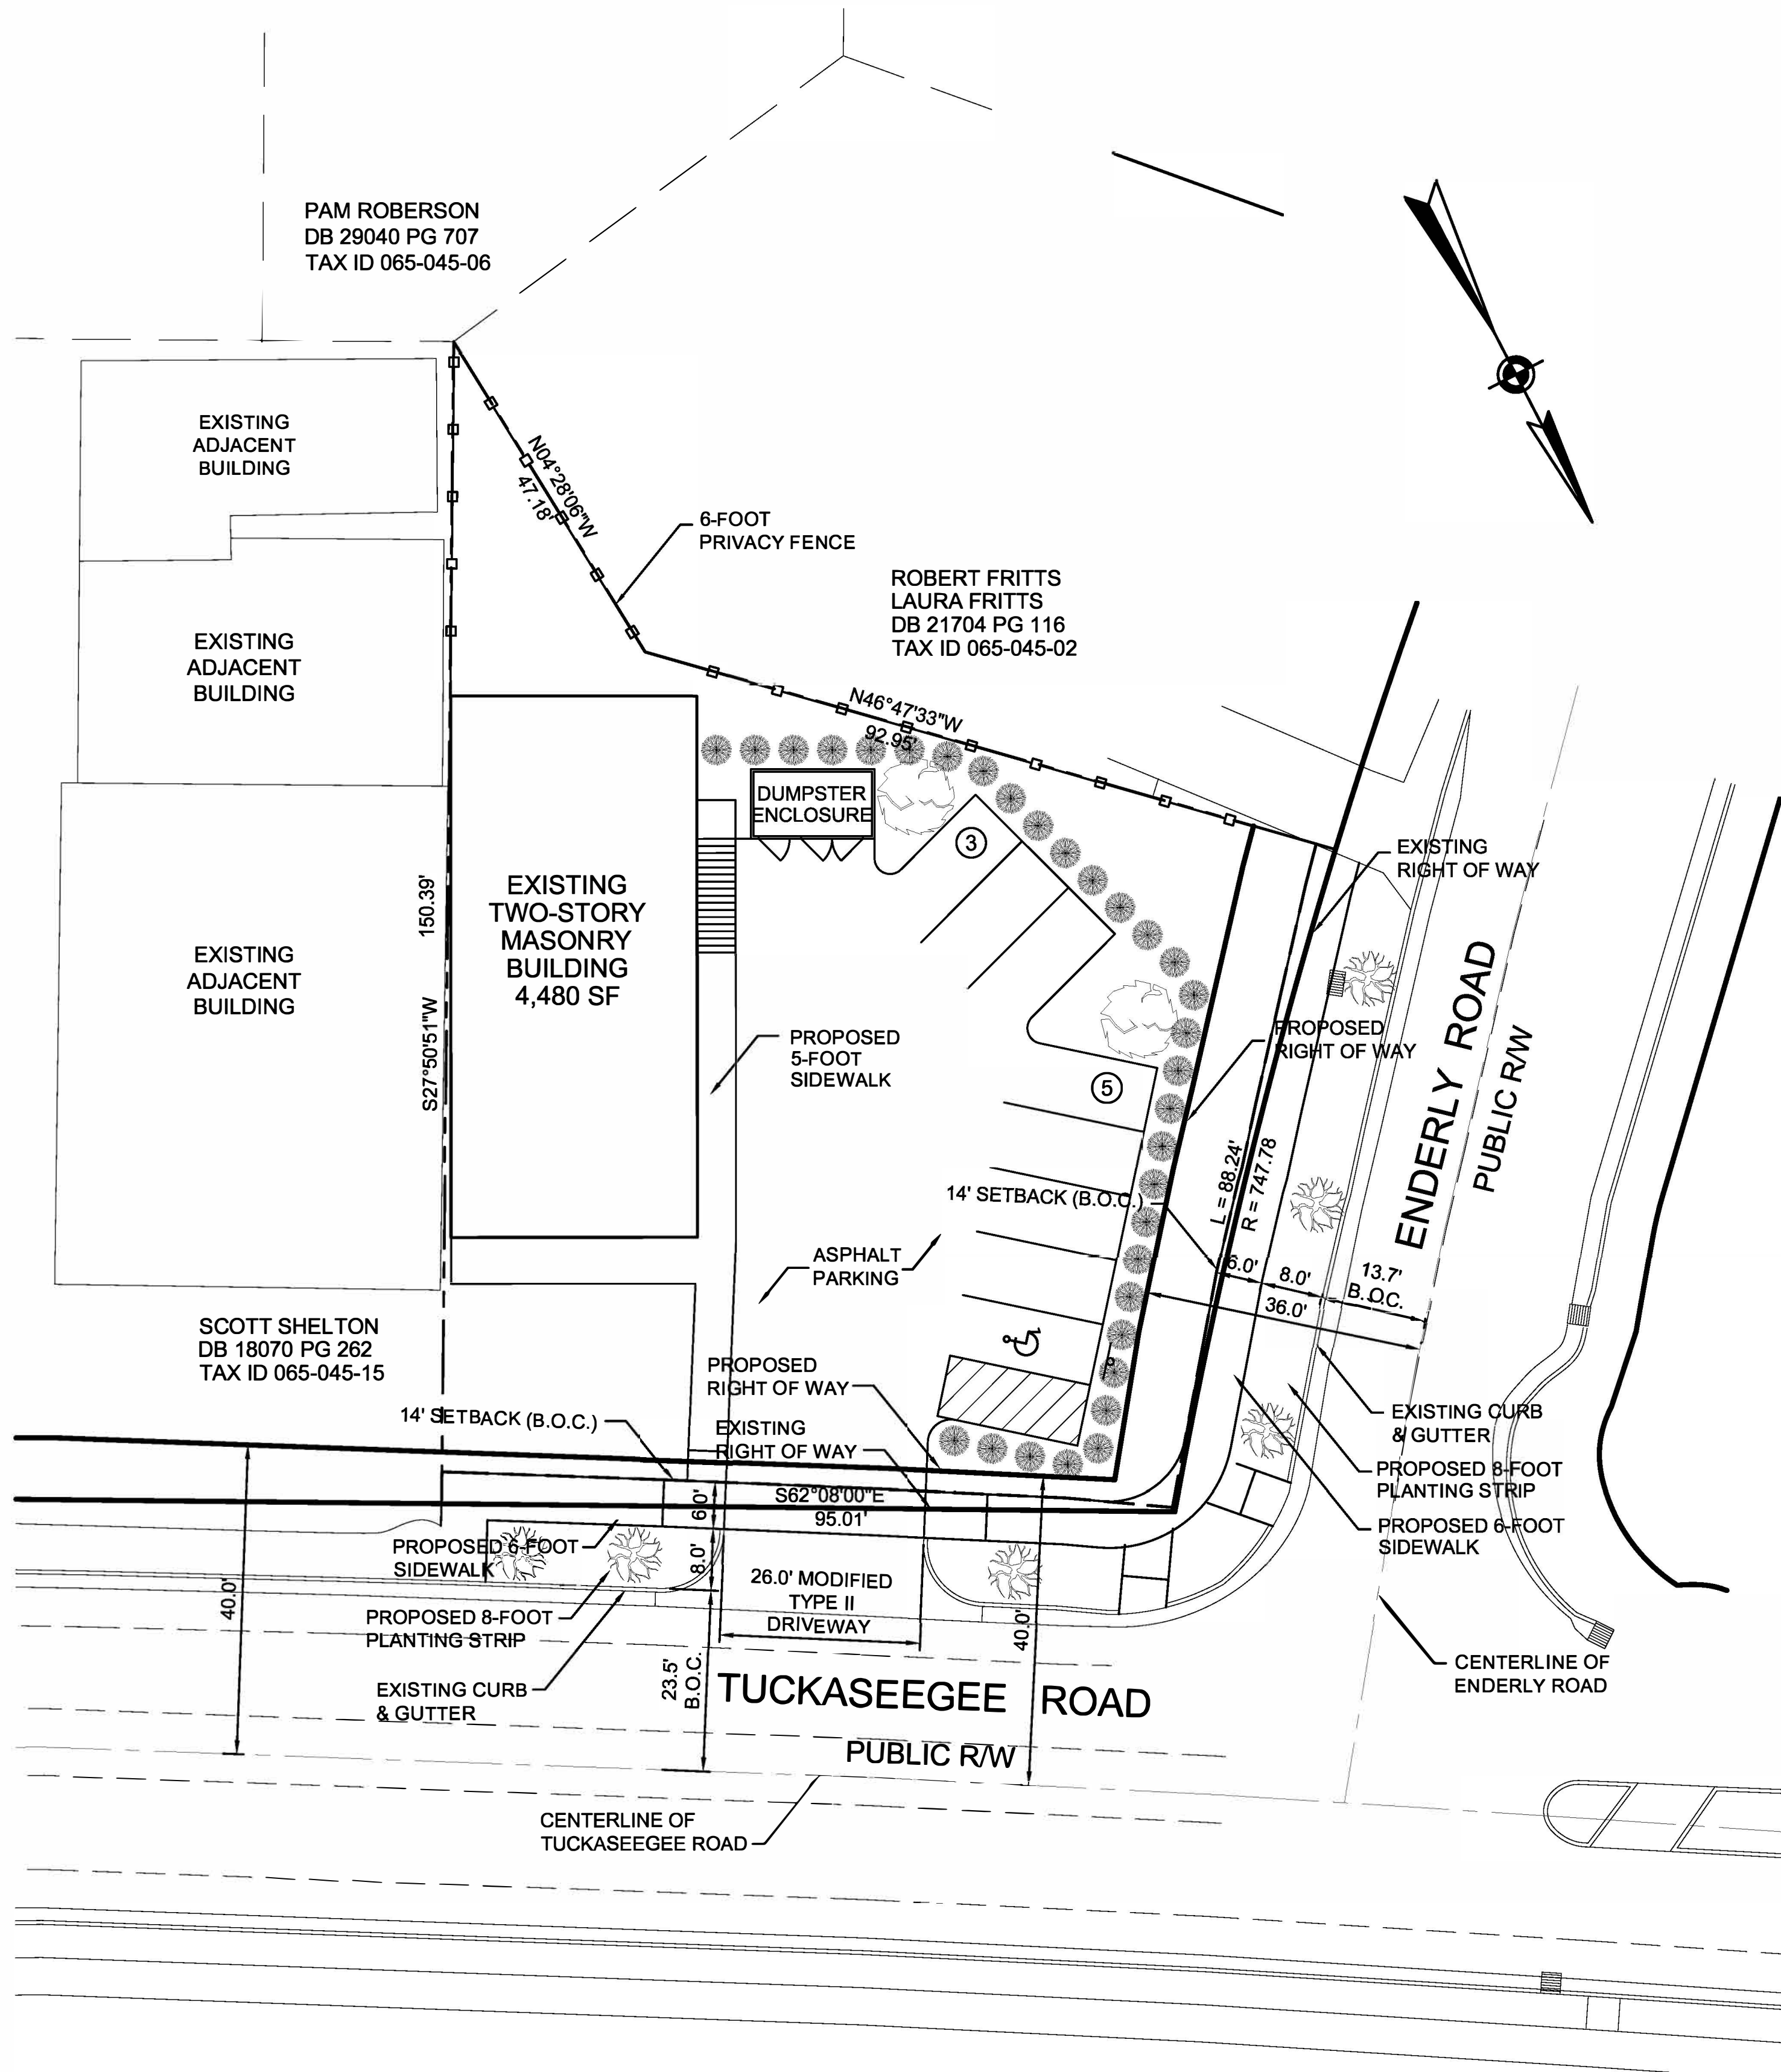 PAM ROBERSON
DB 29040 PG 707
TAX ID 065-045-06
EXISTING
ADJACENT
BUILDING
N04°28'06"W
47.18'
6-FOOT
PRIVACY FENCE
ROBERT FRITTS
LAURA FRITTS
DB 21704 PG 116
TAX ID 065-045-02
EXISTING
ADJACENT
BUILDING
N46°47'33"W
92.95'
DUMPSTER
ENCLOSURE
3
EXISTING
RIGHT OF WAY
EXISTING
TWO-STORY
MASONRY
BUILDING
4,480 SF
150.39'
S27°50'51"W
EXISTING
ADJACENT
BUILDING
PROPOSED
5-FOOT
SIDEWALK
PROPOSED
RIGHT OF WAY
5
ENDERLY ROAD
PUBLIC R/W
14' SETBACK (B.O.C.)
L = 88.24'
R = 747.78
ASPHALT
PARKING
6.0'
8.0'
13.7'
B.O.C.
36.0'
SCOTT SHELTON
DB 18070 PG 262
TAX ID 065-045-15
PROPOSED
RIGHT OF WAY
14' SETBACK (B.O.C.)
EXISTING
RIGHT OF WAY
EXISTING CURB
& GUTTER
PROPOSED 8-FOOT
PLANTING STRIP
PROPOSED 6-FOOT
SIDEWALK
S62°08'00"E
95.01'
60'
8.0'
PROPOSED 6-FOOT
SIDEWALK
26.0' MODIFIED
TYPE II
DRIVEWAY
40.0'
40.0'
PROPOSED 8-FOOT
PLANTING STRIP
23.5'
B.O.C.
EXISTING CURB
& GUTTER
TUCKASEEGEE ROAD
PUBLIC R/W
CENTERLINE OF
ENDERLY ROAD
CENTERLINE OF
TUCKASEEGEE ROAD